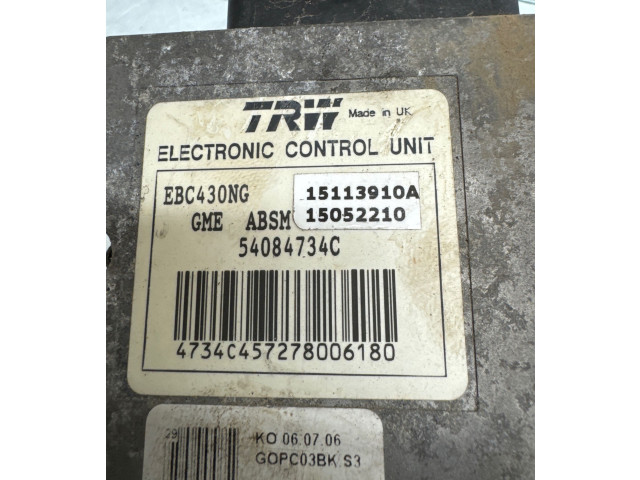 TRW Made in UK
ELECTRONIC CONTROL UNIT
EBC430NG 15113910A
GME ABSM 15052210
54084734C
4734C457278006180
29
KO 06.07.06
GOPC03BK.S3